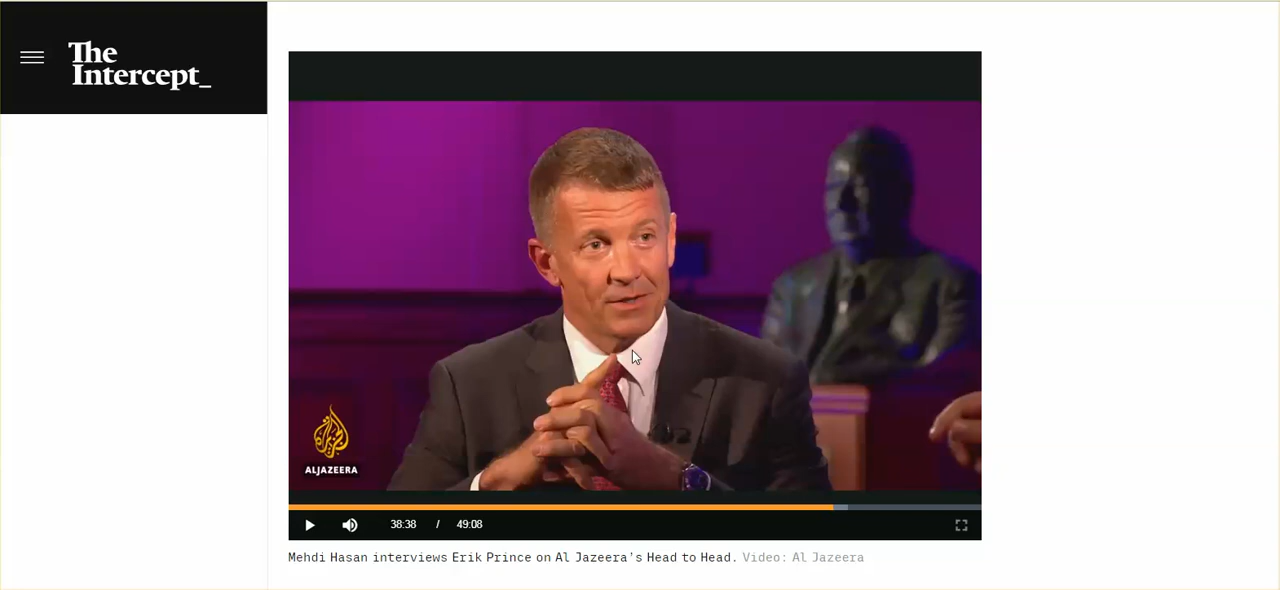 The
Intercept_
ALJAZEERA
38:38 / 49:08
Mehdi Hasan interviews Erik Prince on Al Jazeera's Head to Head. Video: Al Jazeera